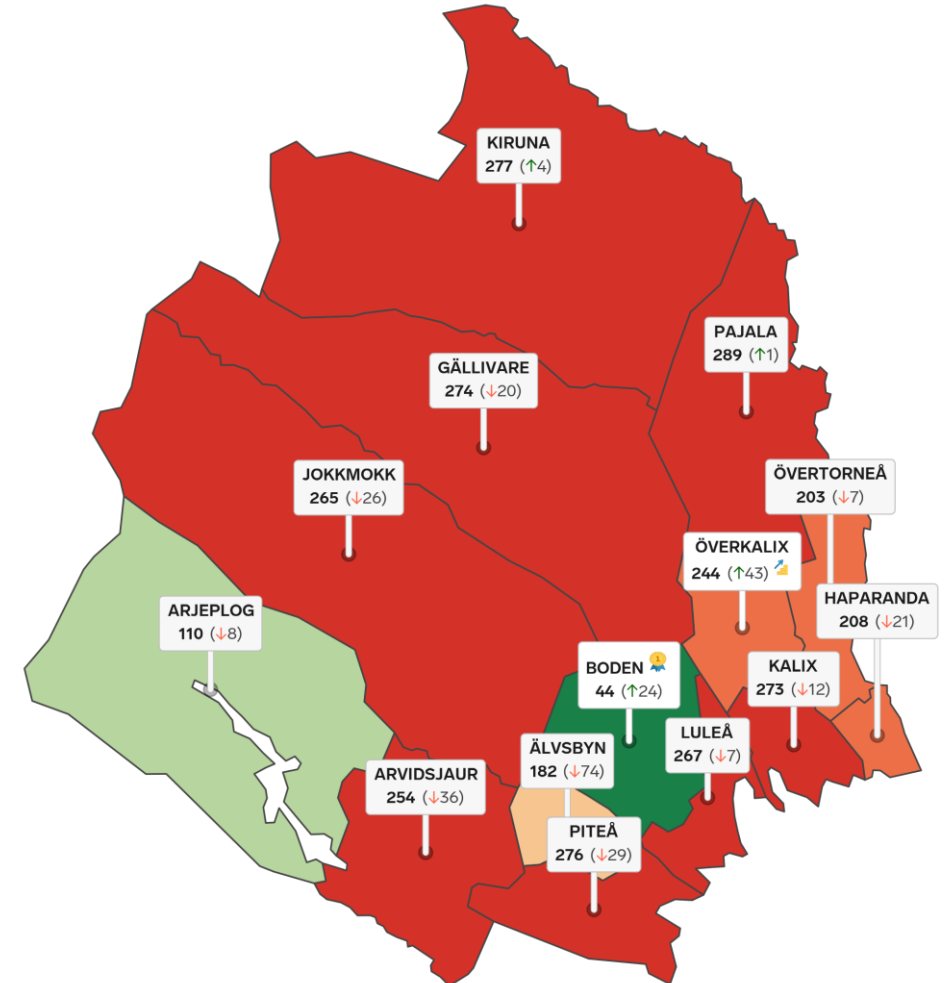 KIRUNA
277 (↑4)
PAJALA
289 (↑1)
GÄLLIVARE
274 (↓20)
JOKKMOKK
265 (↓26)
ÖVERTORNEÅ
203 (↓7)
ÖVERKALIX
244 (↑43)
HAPARANDA
208 (↓21)
ARJEPLOG
110 (↓8)
BODEN
1
44 (↑24)
KALIX
273 (↓12)
LULEÅ
267 (↓7)
ÄLVSBYN
182 (↓74)
ARVIDSJAUR
254 (↓36)
PITEÅ
276 (↓29)